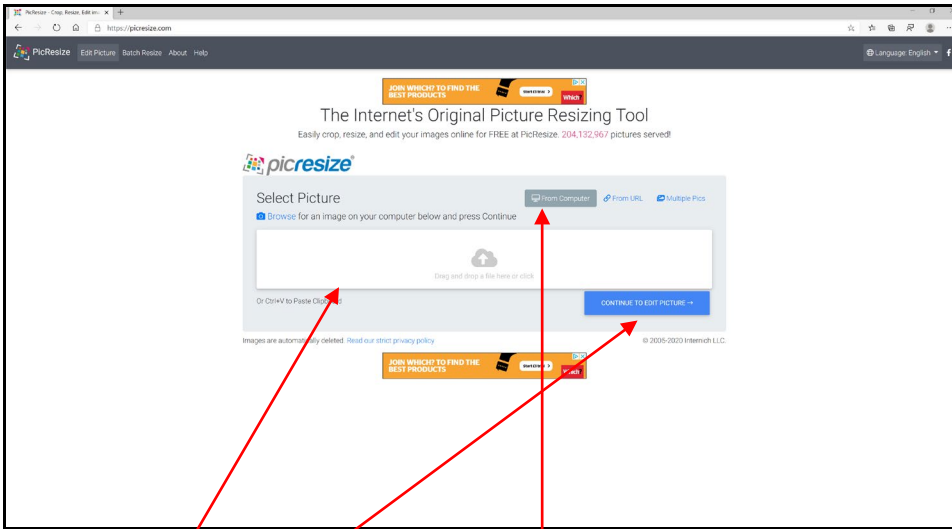 PicResize - Crop, Resize, Edit im
https://picresize.com
PicResize Edit Picture Batch Resize About Help Language: English
JOIN WHICH? TO FIND THE
BEST PRODUCTS
Which?
The Internet's Original Picture Resizing Tool
Easily crop, resize, and edit your images online for FREE at PicResize. 204,132,967 pictures served!
picresize
Select Picture From Computer From URL Multiple Pics
Browse for an image on your computer below and press Continue
Drag and drop a file here or click
Or Ctrl+V to Paste
CONTINUE TO EDIT PICTURE →
Images are automatically deleted. Read our strict privacy policy © 2005-2020 Internich LLC.
JOIN WHICH? TO FIND THE
BEST PRODUCTS